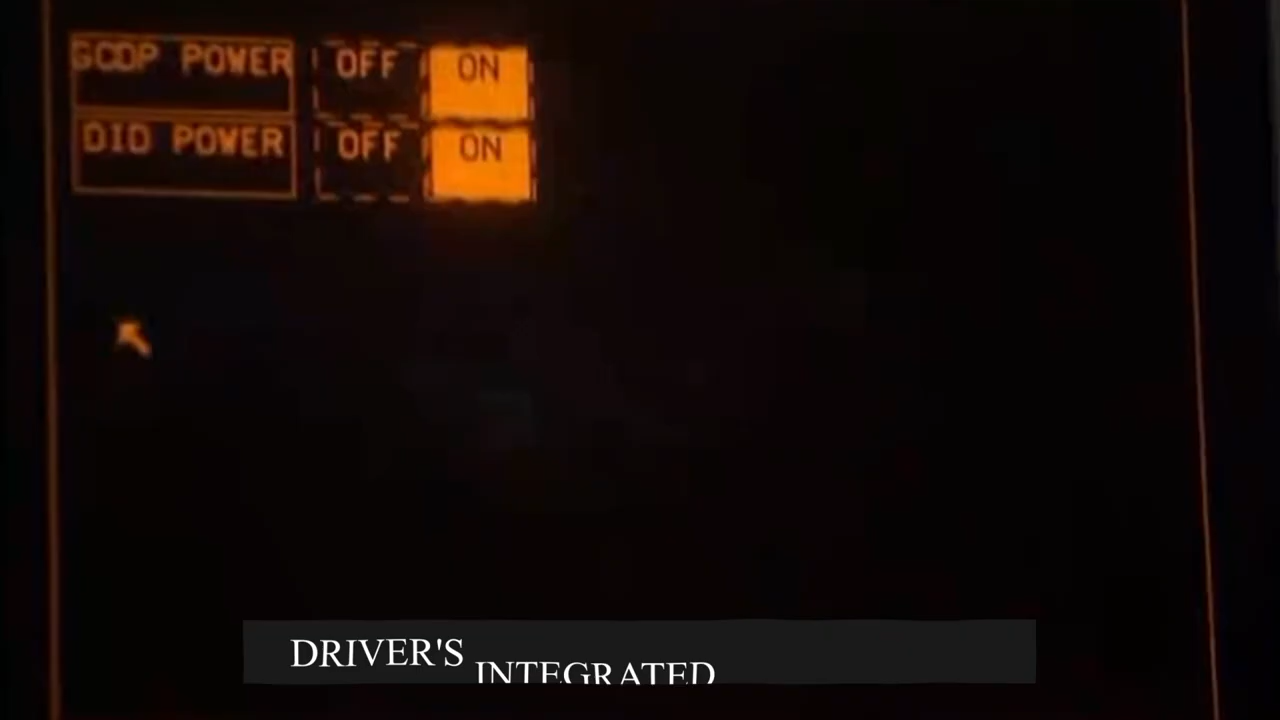 GCDP POWER OFF ON
DID POWER OFF ON
DRIVER'S INTEGRATED